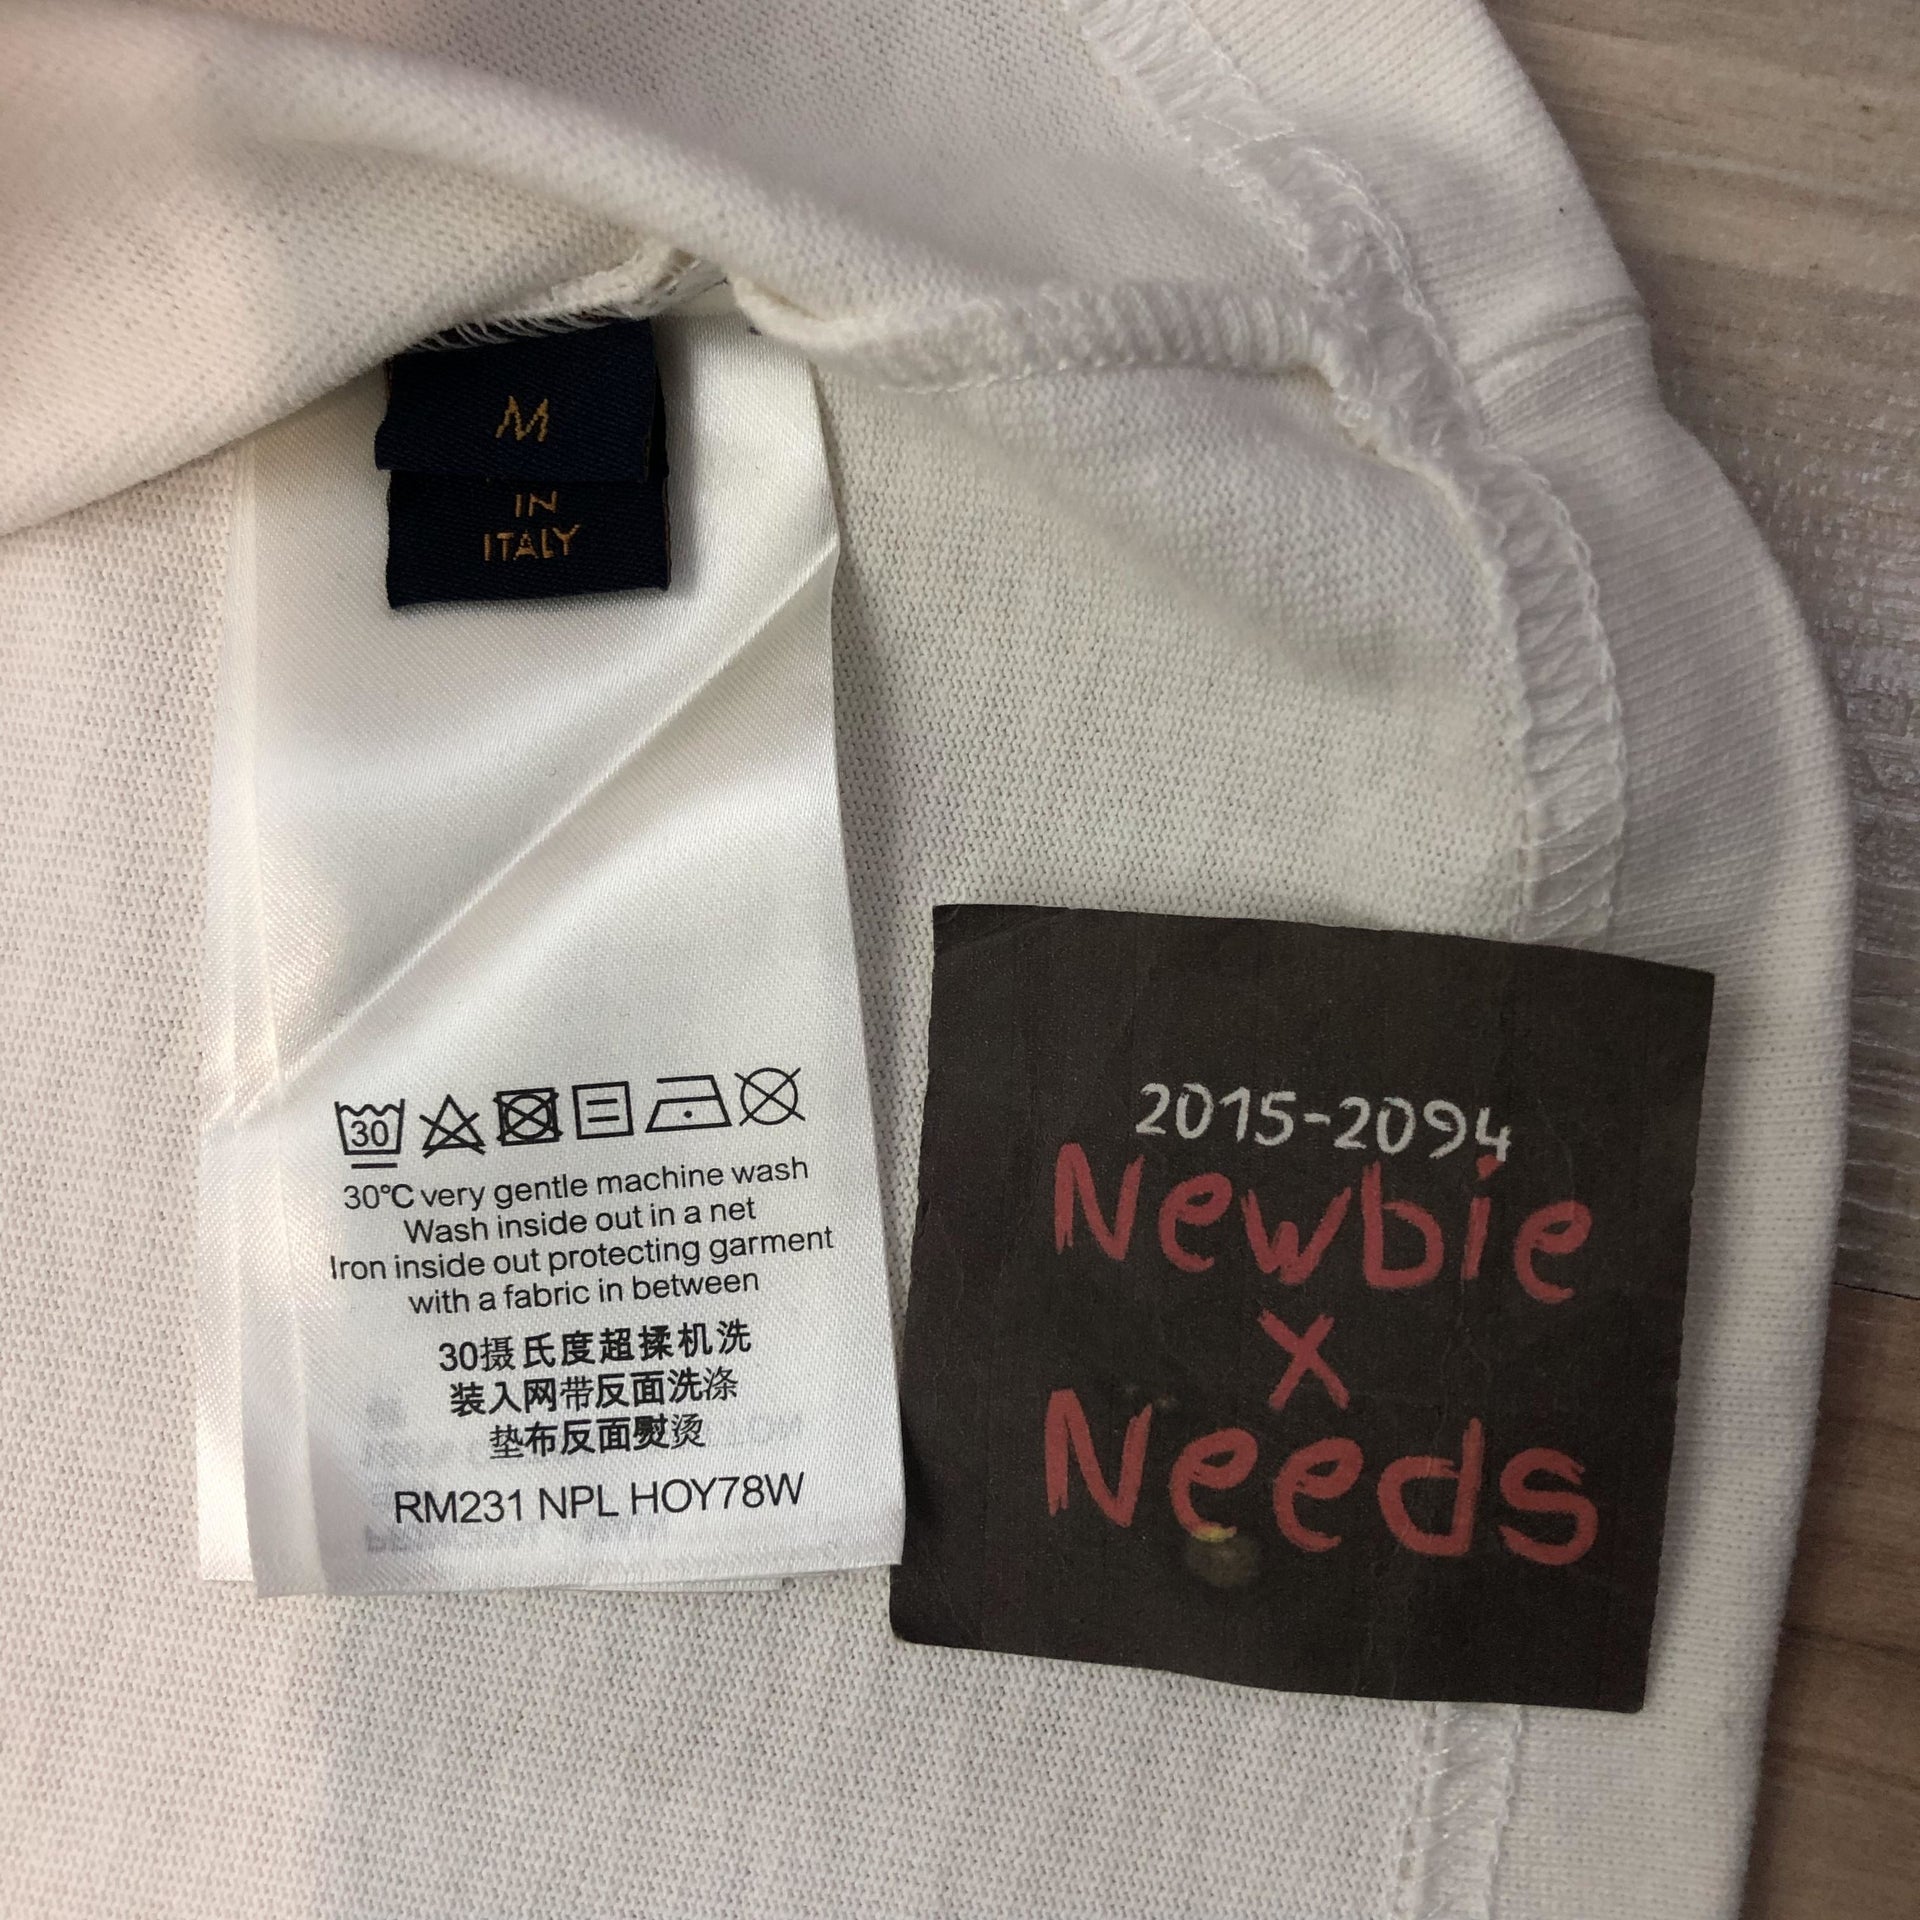 M
IN
ITALY
30
30°C very gentle machine wash
Wash inside out in a net
Iron inside out protecting garment
with a fabric in between
30摄氏度超揉机洗
装入网带反面洗涤
垫布反面熨烫
RM231 NPL HOY78W
2015-2094
Newbie
x
Needs